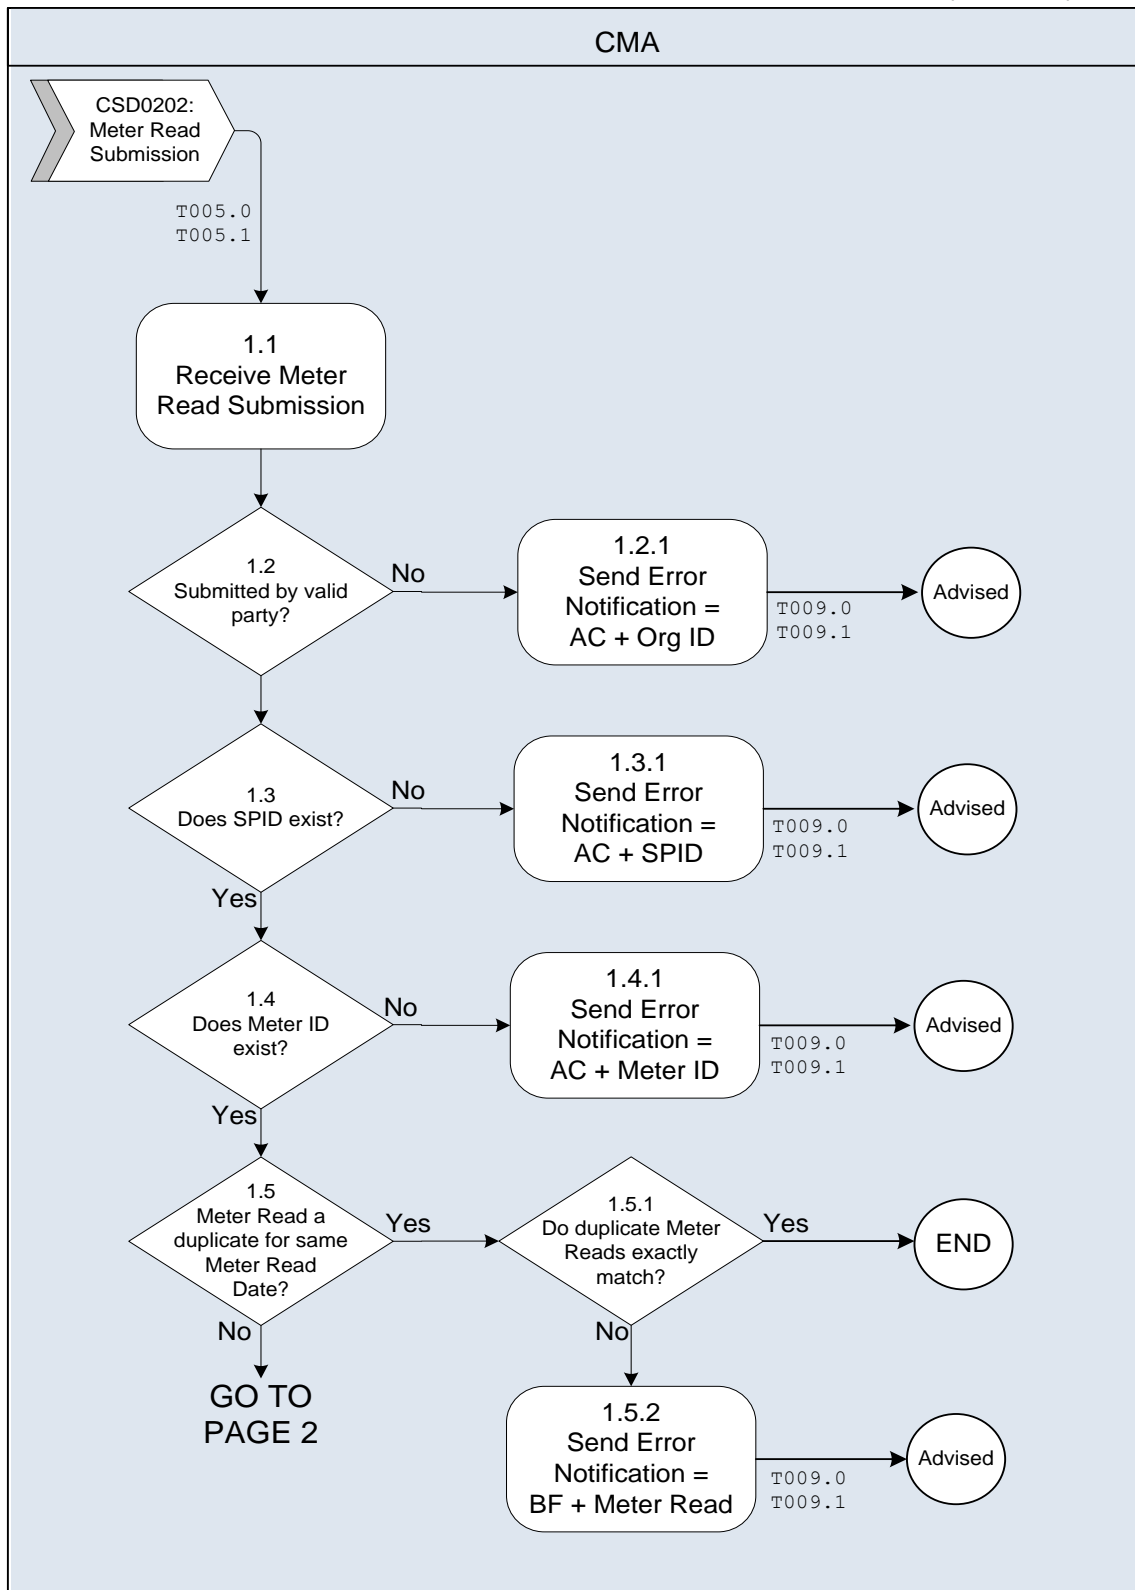 CMA
CSD0202:
Meter Read
Submission
T005.0
T005.1
1.1
Receive Meter
Read Submission
1.2
Submitted by valid
party?
No
1.2.1
Send Error
Notification =
AC + Org ID
T009.0
T009.1
Advised
1.3
Does SPID exist?
No
1.3.1
Send Error
Notification =
AC + SPID
T009.0
T009.1
Advised
Yes
1.4
Does Meter ID
exist?
No
1.4.1
Send Error
Notification =
AC + Meter ID
T009.0
T009.1
Advised
Yes
1.5
Meter Read a
duplicate for same
Meter Read
Date?
Yes
1.5.1
Do duplicate Meter
Reads exactly
match?
Yes
END
No
GO TO
PAGE 2
No
1.5.2
Send Error
Notification =
BF + Meter Read
T009.0
T009.1
Advised